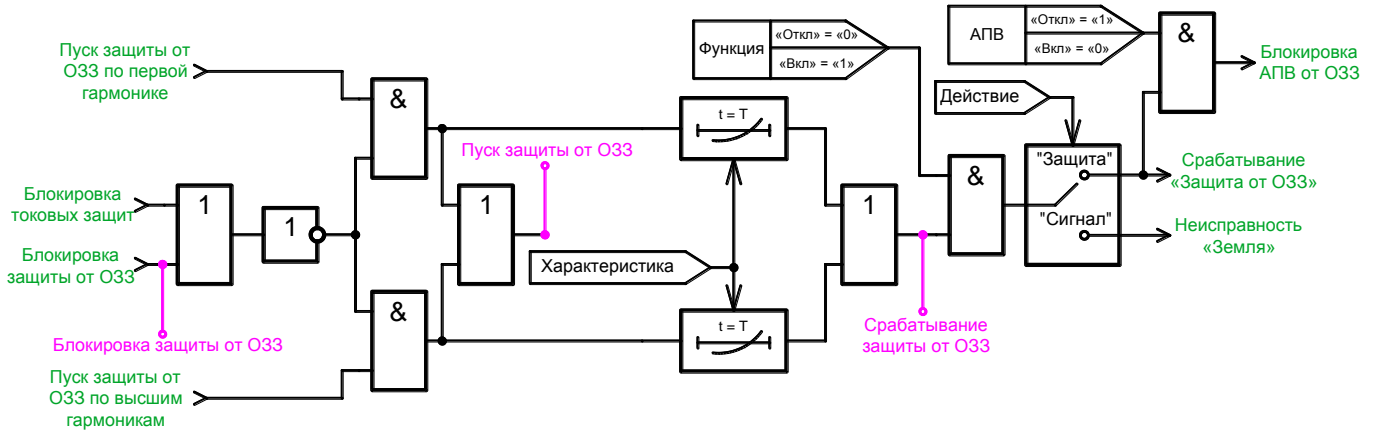 Пуск защиты от
ОЗЗ по первой
гармонике
Блокировка
токовых защит
Блокировка
защиты от ОЗЗ
Блокировка защиты от ОЗЗ
Пуск защиты от
ОЗЗ по высшим
гармоникам
1
1
&
&
1
Пуск защиты от ОЗЗ
Характеристика
Функция
«Откл» = «0»
«Вкл» = «1»
t = T
t = T
1
Срабатывание
защиты от ОЗЗ
&
АПВ
«Откл» = «1»
«Вкл» = «0»
Действие
"Защита"
"Сигнал"
&
Блокировка
АПВ от ОЗЗ
Срабатывание
«Защита от ОЗЗ»
Неисправность
«Земля»